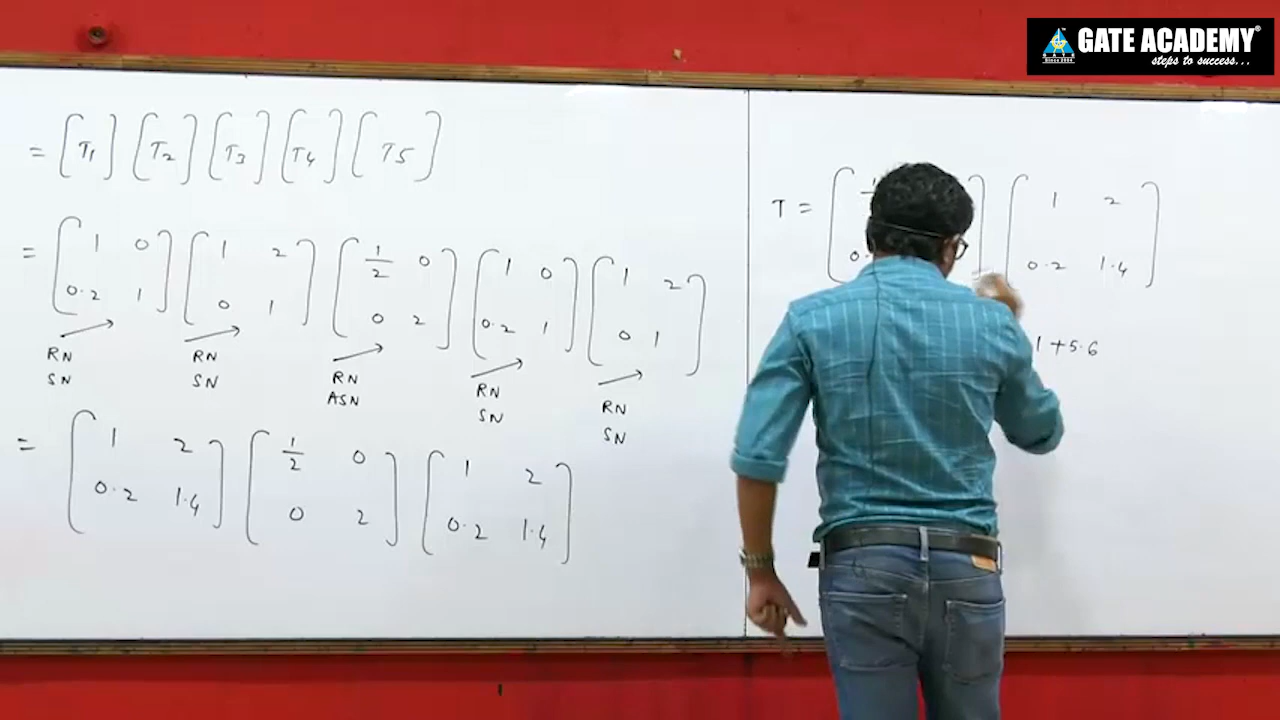 GATE ACADEMY®
GATE
Since 2004
steps to success...
= [T1] [T2] [T3] [T4] [T5]
= [1 0 [1 2 [1/2 0 [1 0 [1 2
0.2 1] 0 1] 0 2] 0.2 1] 0 1]
RN RN RN RN RN
SN SN ASN SN SN
= [1 2 [1/2 0 [1 2
0.2 1.4] 0 2] 0.2 1.4]
T = [ ] [1 2
0.2 1.4]
1 + 5.6